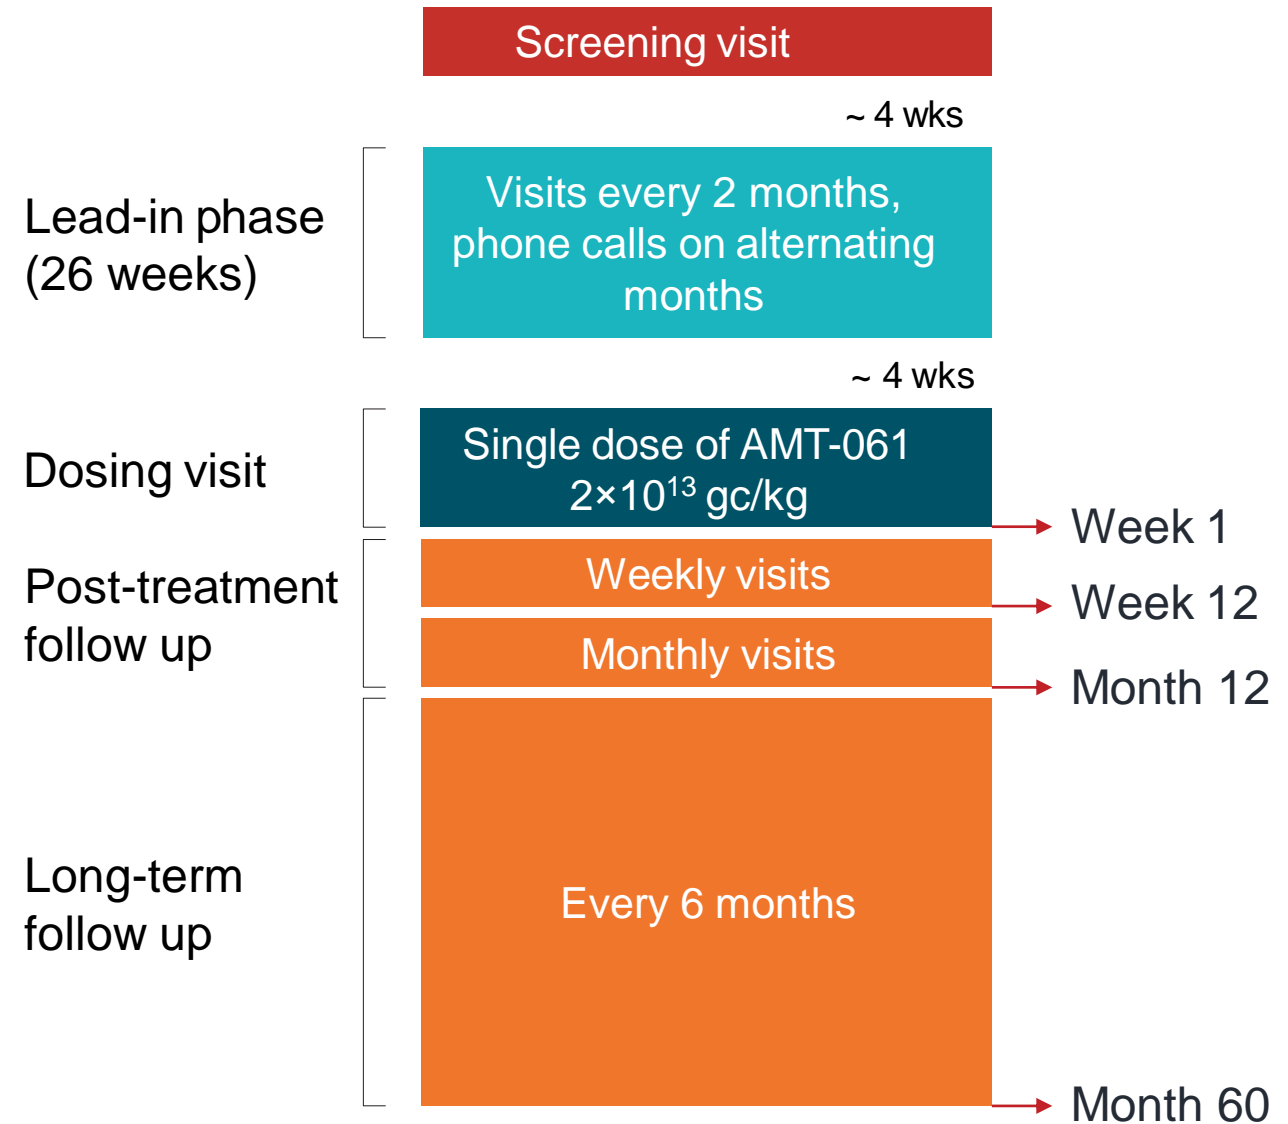 Screening visit
~ 4 wks
Lead-in phase
(26 weeks)
Visits every 2 months,
phone calls on alternating
months
~ 4 wks
Dosing visit
Single dose of AMT-061
2×10¹³ gc/kg
Week 1
Post-treatment
follow up
Weekly visits
Week 12
Monthly visits
Month 12
Long-term
follow up
Every 6 months
Month 60